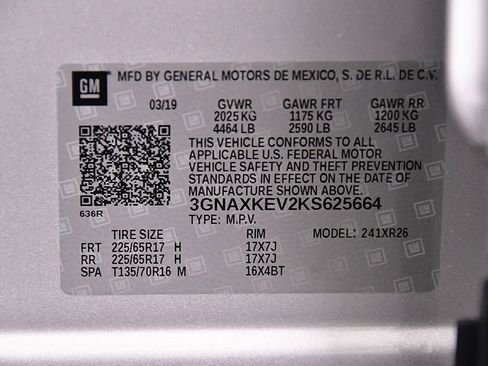 GM MFD BY GENERAL MOTORS DE MEXICO, S. DE R.L. DE C.V.
03/19 GVWR GAWR FRT GAWR RR
2025 KG 1175 KG 1200 KG
4464 LB 2590 LB 2645 LB
THIS VEHICLE CONFORMS TO ALL
APPLICABLE U.S. FEDERAL MOTOR
VEHICLE SAFETY AND THEFT PREVENTION
STANDARDS IN EFFECT ON THE DATE OF
MANUFACTURE SHOWN ABOVE.
636R 3GNAXKEV2KS625664
TYPE: M.P.V.
TIRE SIZE RIM MODEL: 241XR26
FRT 225/65R17 H 17X7J
RR 225/65R17 H 17X7J
SPA T135/70R16 M 16X4BT